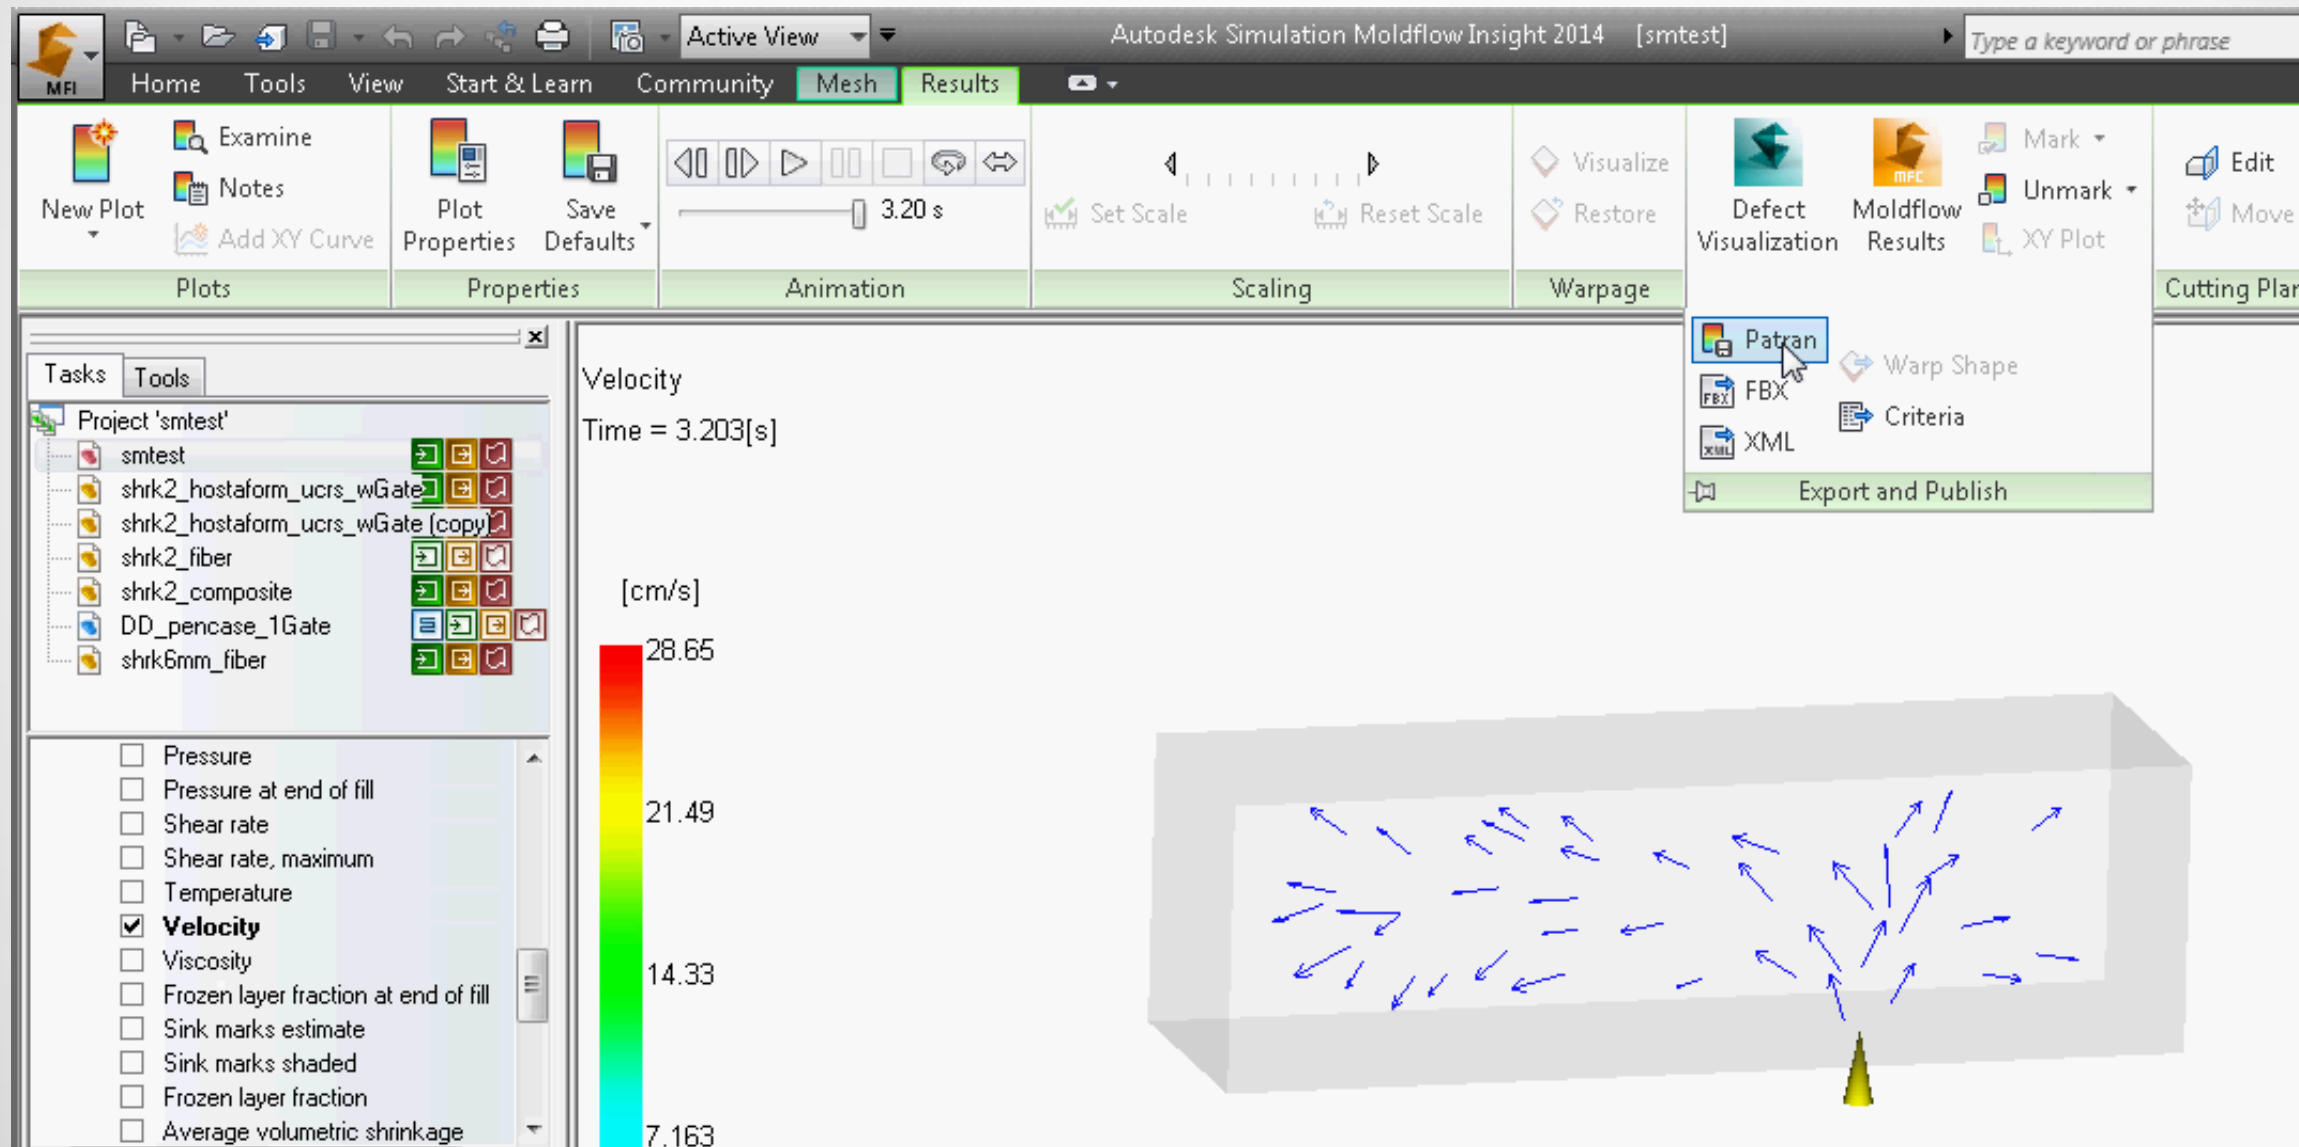 Active View
Autodesk Simulation Moldflow Insight 2014 [smtest]
Type a keyword or phrase
MFI
Home Tools View Start & Learn Community Mesh Results
New Plot
Examine
Notes
Add XY Curve
Plots
Plot
Properties
Save
Defaults
Properties
3.20 s
Animation
Set Scale
Reset Scale
Scaling
Visualize
Restore
Warpage
Defect
Visualization
MFC
Moldflow
Results
Mark
Unmark
XY Plot
Edit
Move
Cutting Plan
Patran
FBX
FBX
XML
XML
Warp Shape
Criteria
Export and Publish
Tasks Tools
Project 'smtest'
smtest
shrk2_hostaform_ucrs_wGate
shrk2_hostaform_ucrs_wGate (copy)
shrk2_fiber
shrk2_composite
DD_pencase_1Gate
shrk6mm_fiber
Pressure
Pressure at end of fill
Shear rate
Shear rate, maximum
Temperature
Velocity
Viscosity
Frozen layer fraction at end of fill
Sink marks estimate
Sink marks shaded
Frozen layer fraction
Average volumetric shrinkage
Velocity
Time = 3.203[s]
[cm/s]
28.65
21.49
14.33
7.163